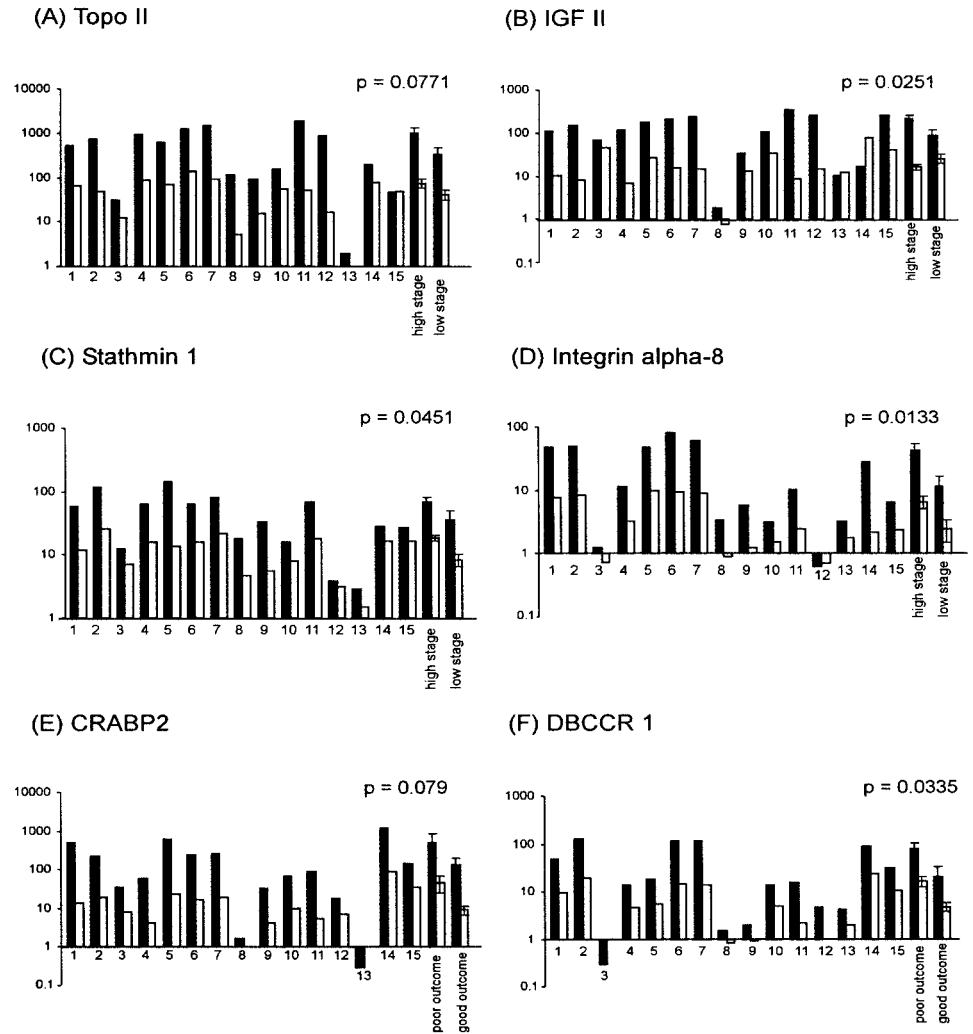 (A) Topo II
p = 0.0771
10000
1000
100
10
1
1 2 3 4 5 6 7 8 9 10 11 12 13 14 15 high stage low stage
(B) IGF II
p = 0.0251
1000
100
10
1
0.1
1 2 3 4 5 6 7 8 9 10 11 12 13 14 15 high stage low stage
(C) Stathmin 1
p = 0.0451
1000
100
10
1
1 2 3 4 5 6 7 8 9 10 11 12 13 14 15 high stage low stage
(D) Integrin alpha-8
p = 0.0133
100
10
1
0.1
1 2 3 4 5 6 7 8 9 10 11 12 13 14 15 high stage low stage
(E) CRABP2
p = 0.079
10000
1000
100
10
1
0.1
1 2 3 4 5 6 7 8 9 10 11 12 13 14 15 poor outcome good outcome
(F) DBCCR 1
p = 0.0335
1000
100
10
1
0.1
1 2 3 4 5 6 7 8 9 10 11 12 13 14 15 poor outcome good outcome